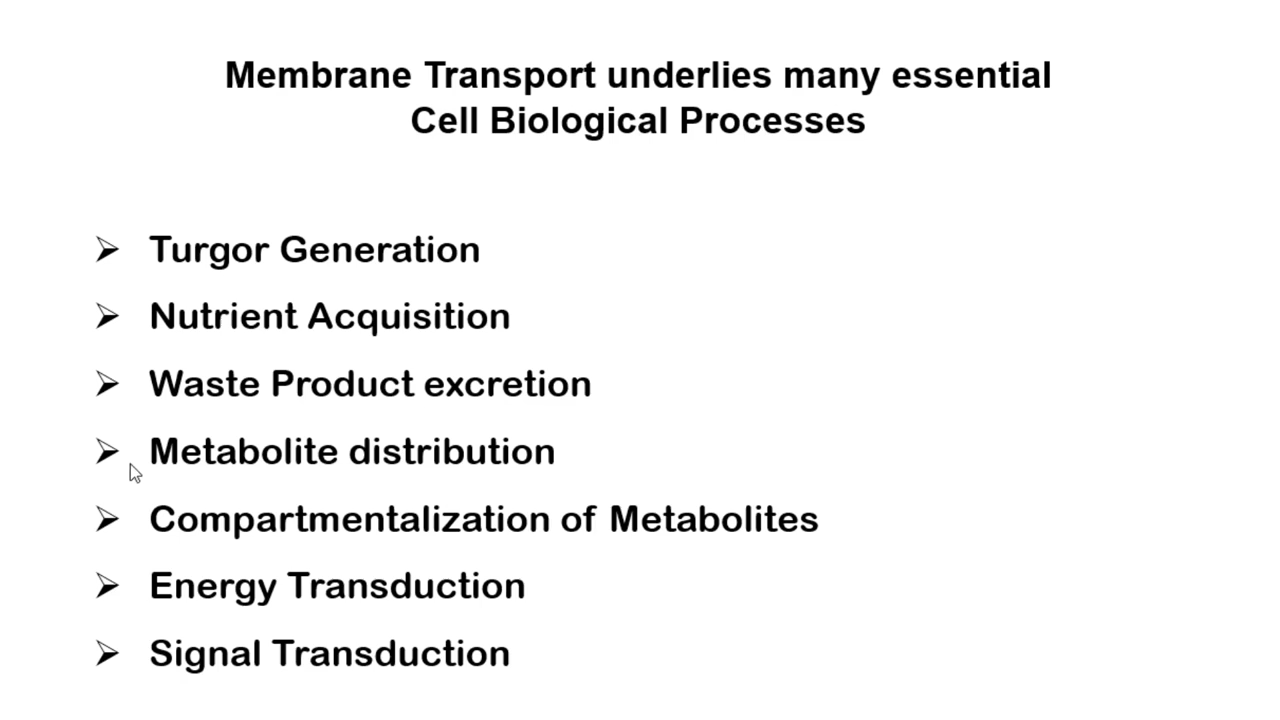 Membrane Transport underlies many essential
Cell Biological Processes
Turgor Generation
Nutrient Acquisition
Waste Product excretion
Metabolite distribution
Compartmentalization of Metabolites
Energy Transduction
Signal Transduction